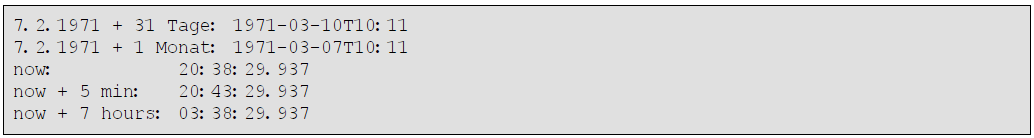 7.2.1971 + 31 Tage: 1971-03-10T10:11
7.2.1971 + 1 Monat: 1971-03-07T10:11
now: 20:38:29.937
now + 5 min: 20:43:29.937
now + 7 hours: 03:38:29.937